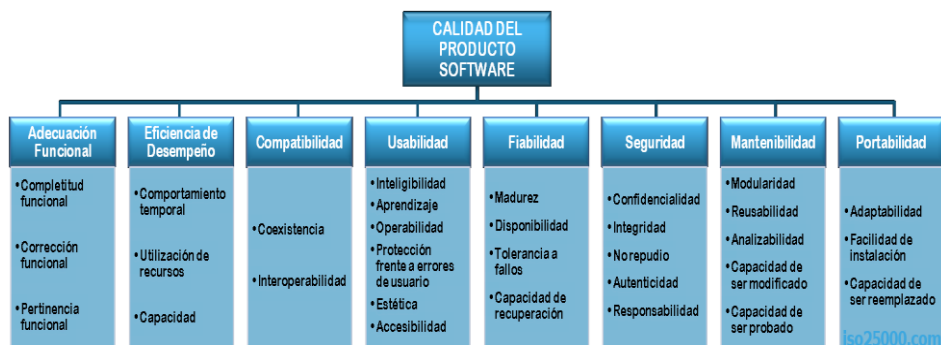 CALIDAD DEL
PRODUCTO
SOFTWARE
Adecuación
Funcional
•Completitud
funcional
•Corrección
funcional
•Pertinencia
funcional
Eficiencia de
Desempeño
•Comportamiento
temporal
•Utilización de
recursos
•Capacidad
Compatibilidad
•Coexistencia
•Interoperabilidad
Usabilidad
•Inteligibilidad
•Aprendizaje
•Operabilidad
•Protección
frente a errores
de usuario
•Estética
•Accesibilidad
Fiabilidad
•Madurez
•Disponibilidad
•Tolerancia a
fallos
•Capacidad de
recuperación
Seguridad
•Confidencialidad
•Integridad
•No repudio
•Autenticidad
•Responsabilidad
Mantenibilidad
•Modularidad
•Reusabilidad
•Analizabilidad
•Capacidad de
ser modificado
•Capacidad de
ser probado
Portabilidad
•Adaptabilidad
•Facilidad de
instalación
•Capacidad de
ser reemplazado
iso25000.com